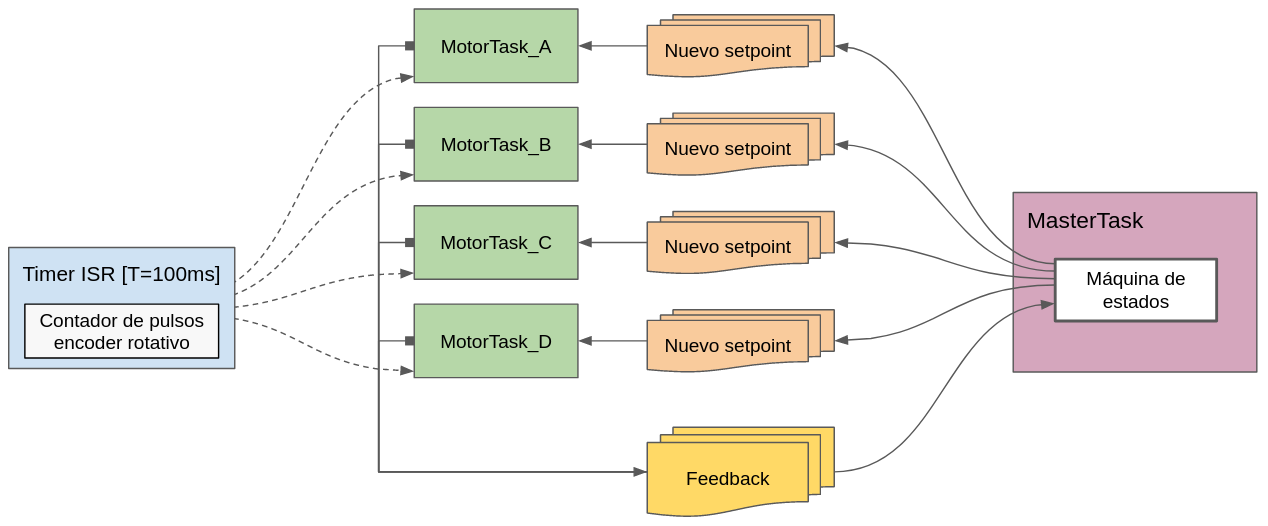 MotorTask_A
Nuevo setpoint
MotorTask_B
Nuevo setpoint
MasterTask
MotorTask_C
Nuevo setpoint
Timer ISR [T=100ms]
Máquina de
estados
Contador de pulsos
encoder rotativo
MotorTask_D
Nuevo setpoint
Feedback